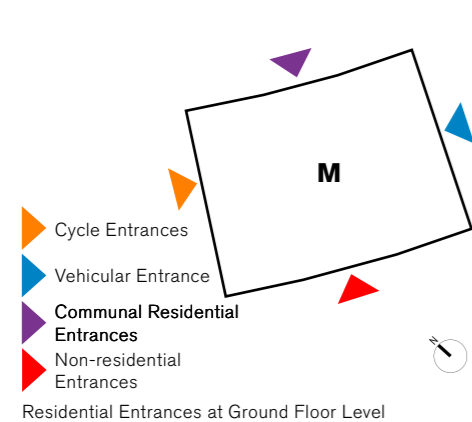 M
Cycle Entrances
Vehicular Entrance
Communal Residential
Entrances
Non-residential
Entrances
N
Residential Entrances at Ground Floor Level